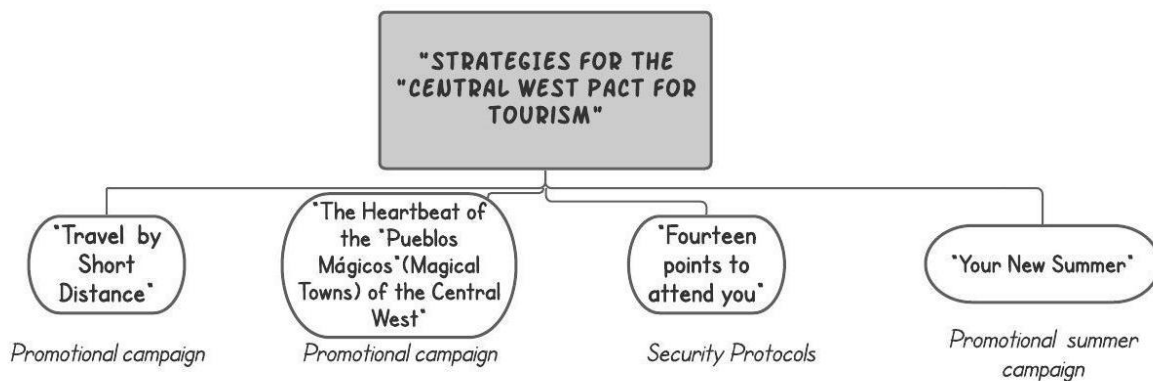 "STRATEGIES FOR THE
"CENTRAL WEST PACT FOR
TOURISM"
"Travel by
Short
Distance"
Promotional campaign
"The Heartbeat of
the "Pueblos
Mágicos"(Magical
Towns) of the Central
West"
Promotional campaign
"Fourteen
points to
attend you"
Security Protocols
"Your New Summer"
Promotional summer
campaign